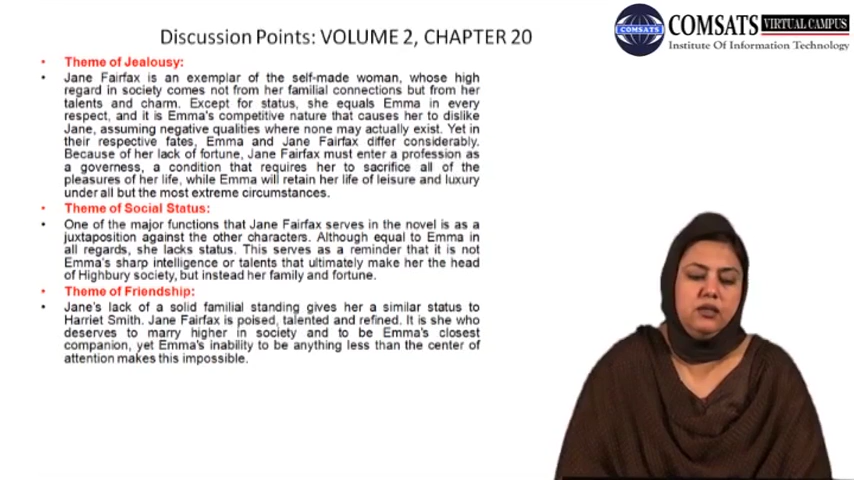 Discussion Points: VOLUME 2, CHAPTER 20
COMSATS
COMSATS VIRTUAL CAMPUS
Institute Of Information Technology
• Theme of Jealousy:
• Jane Fairfax is an exemplar of the self-made woman, whose high
regard in society comes not from her familial connections but from her
talents and charm. Except for status, she equals Emma in every
respect, and it is Emma's competitive nature that causes her to dislike
Jane, assuming negative qualities where none may actually exist. Yet in
their respective fates, Emma and Jane Fairfax differ considerably.
Because of her lack of fortune, Jane Fairfax must enter a profession as
a governess, a condition that requires her to sacrifice all of the
pleasures of her life, while Emma will retain her life of leisure and luxury
under all but the most extreme circumstances.
• Theme of Social Status:
• One of the major functions that Jane Fairfax serves in the novel is as a
juxtaposition against the other characters. Although equal to Emma in
all regards, she lacks status. This serves as a reminder that it is not
Emma's sharp intelligence or talents that ultimately make her the head
of Highbury society, but instead her family and fortune.
• Theme of Friendship:
• Jane's lack of a solid familial standing gives her a similar status to
Harriet Smith. Jane Fairfax is poised, talented and refined. It is she who
deserves to marry higher in society and to be Emma's closest
companion, yet Emma's inability to be anything less than the center of
attention makes this impossible.